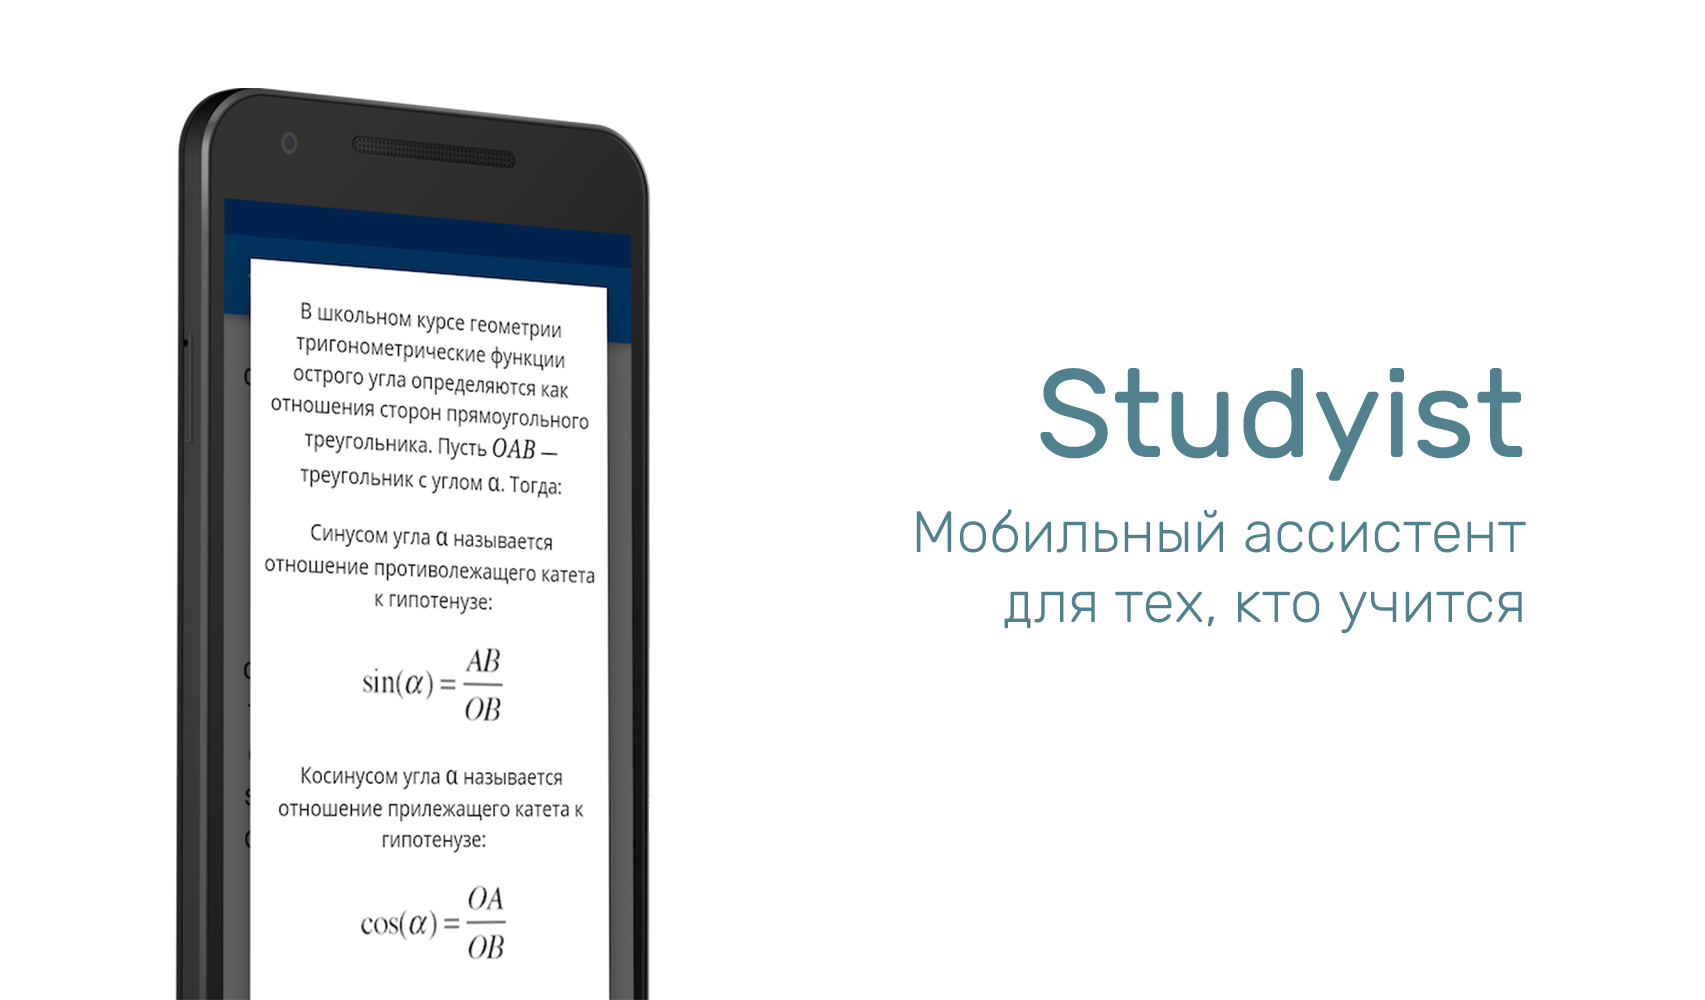 В школьном курсе геометрии
тригонометрические функции
острого угла определяются как
отношения сторон прямоугольного
треугольника. Пусть OAB —
треугольник с углом α. Тогда:
Синусом угла α называется
отношение противолежащего катета
к гипотенузе:
sin(α) = AB / OB
Косинусом угла α называется
отношение прилежащего катета к
гипотенузе:
cos(α) = OA / OB
Studyist
Мобильный ассистент
для тех, кто учится